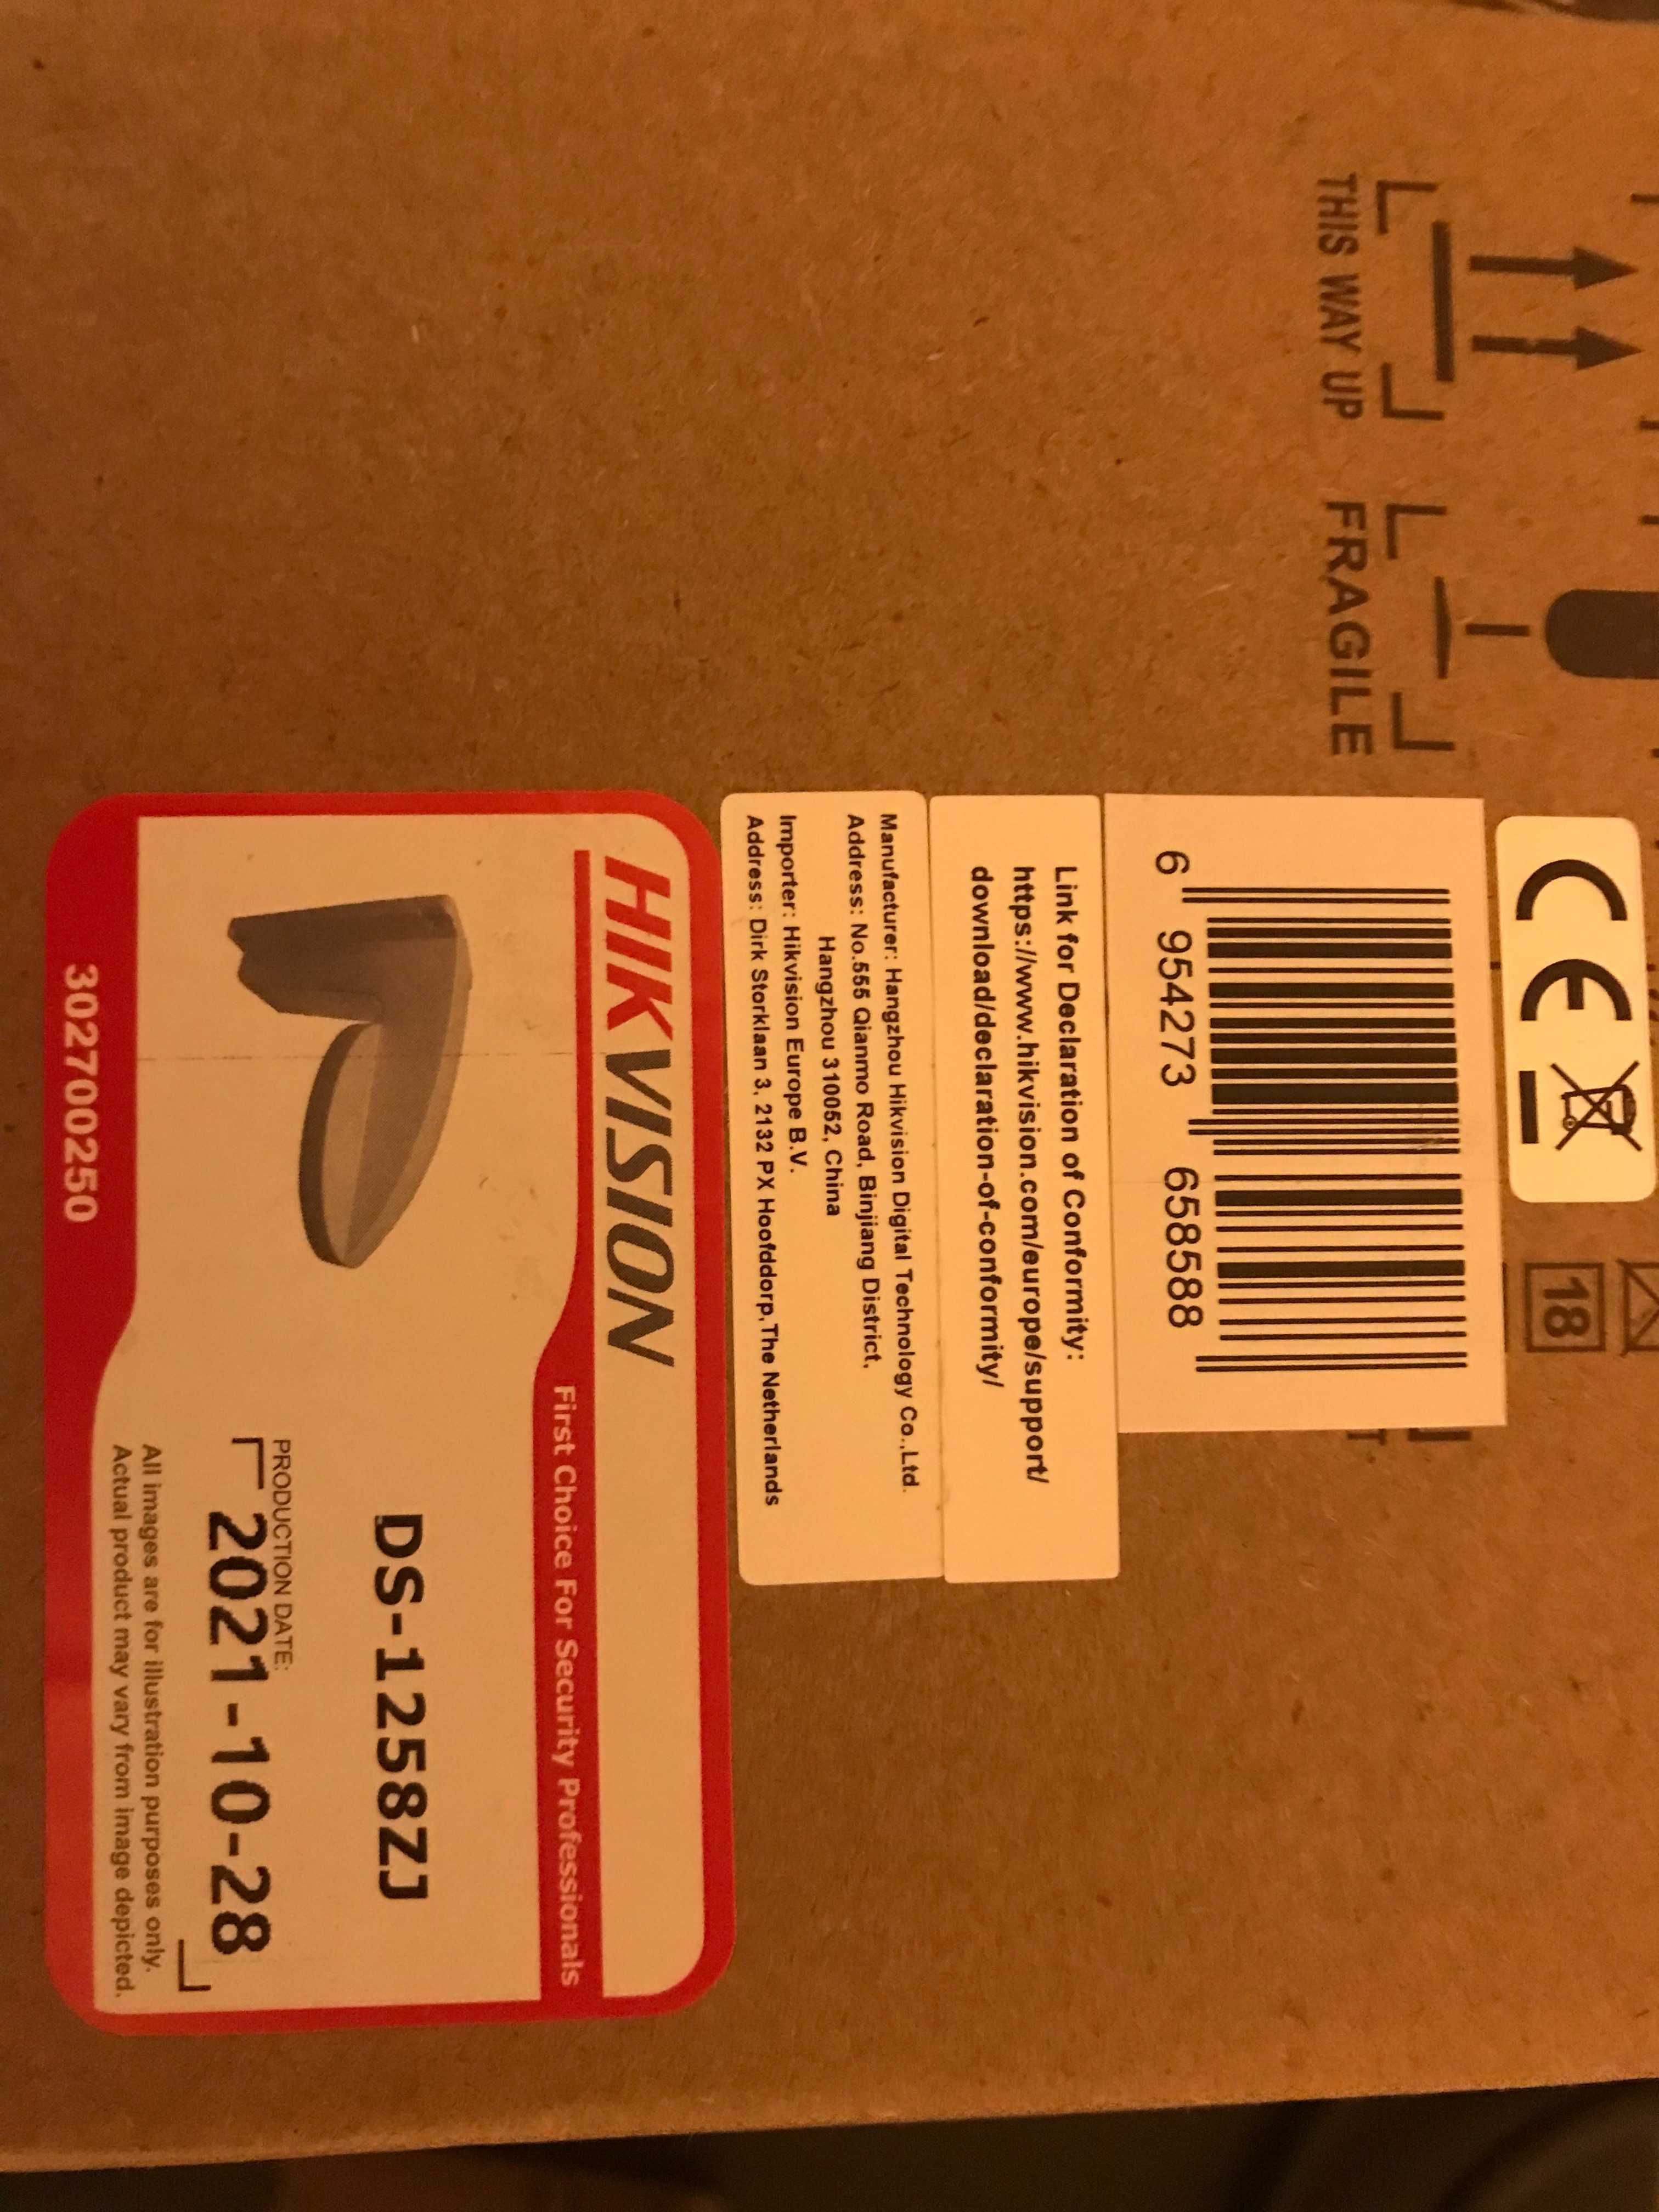 THIS WAY UP
FRAGILE
CE
18
6 954273 658588
Link for Declaration of Conformity:
https://www.hikvision.com/europe/support/
download/declaration-of-conformity/
Manufacturer: Hangzhou Hikvision Digital Technology Co.,Ltd.
Address: No.555 Qianmo Road, Binjiang District,
Hangzhou 310052, China
Importer: Hikvision Europe B.V.
Address: Dirk Storklaan 3, 2132 PX Hoofddorp,The Netherlands
HIKVISION
First Choice For Security Professionals
DS-1258ZJ
PRODUCTION DATE:
2021-10-28
All images are for illustration purposes only.
Actual product may vary from image depicted.
302700250